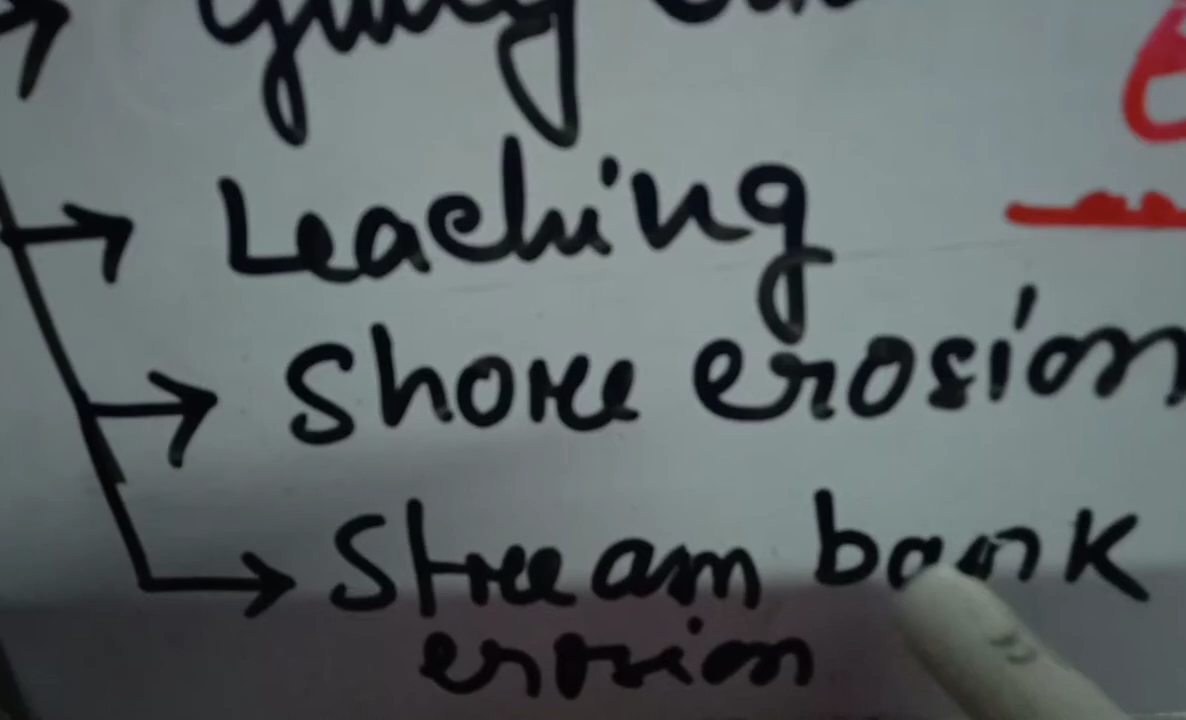 Leaching
Shore erosion
Stream bank
erosion